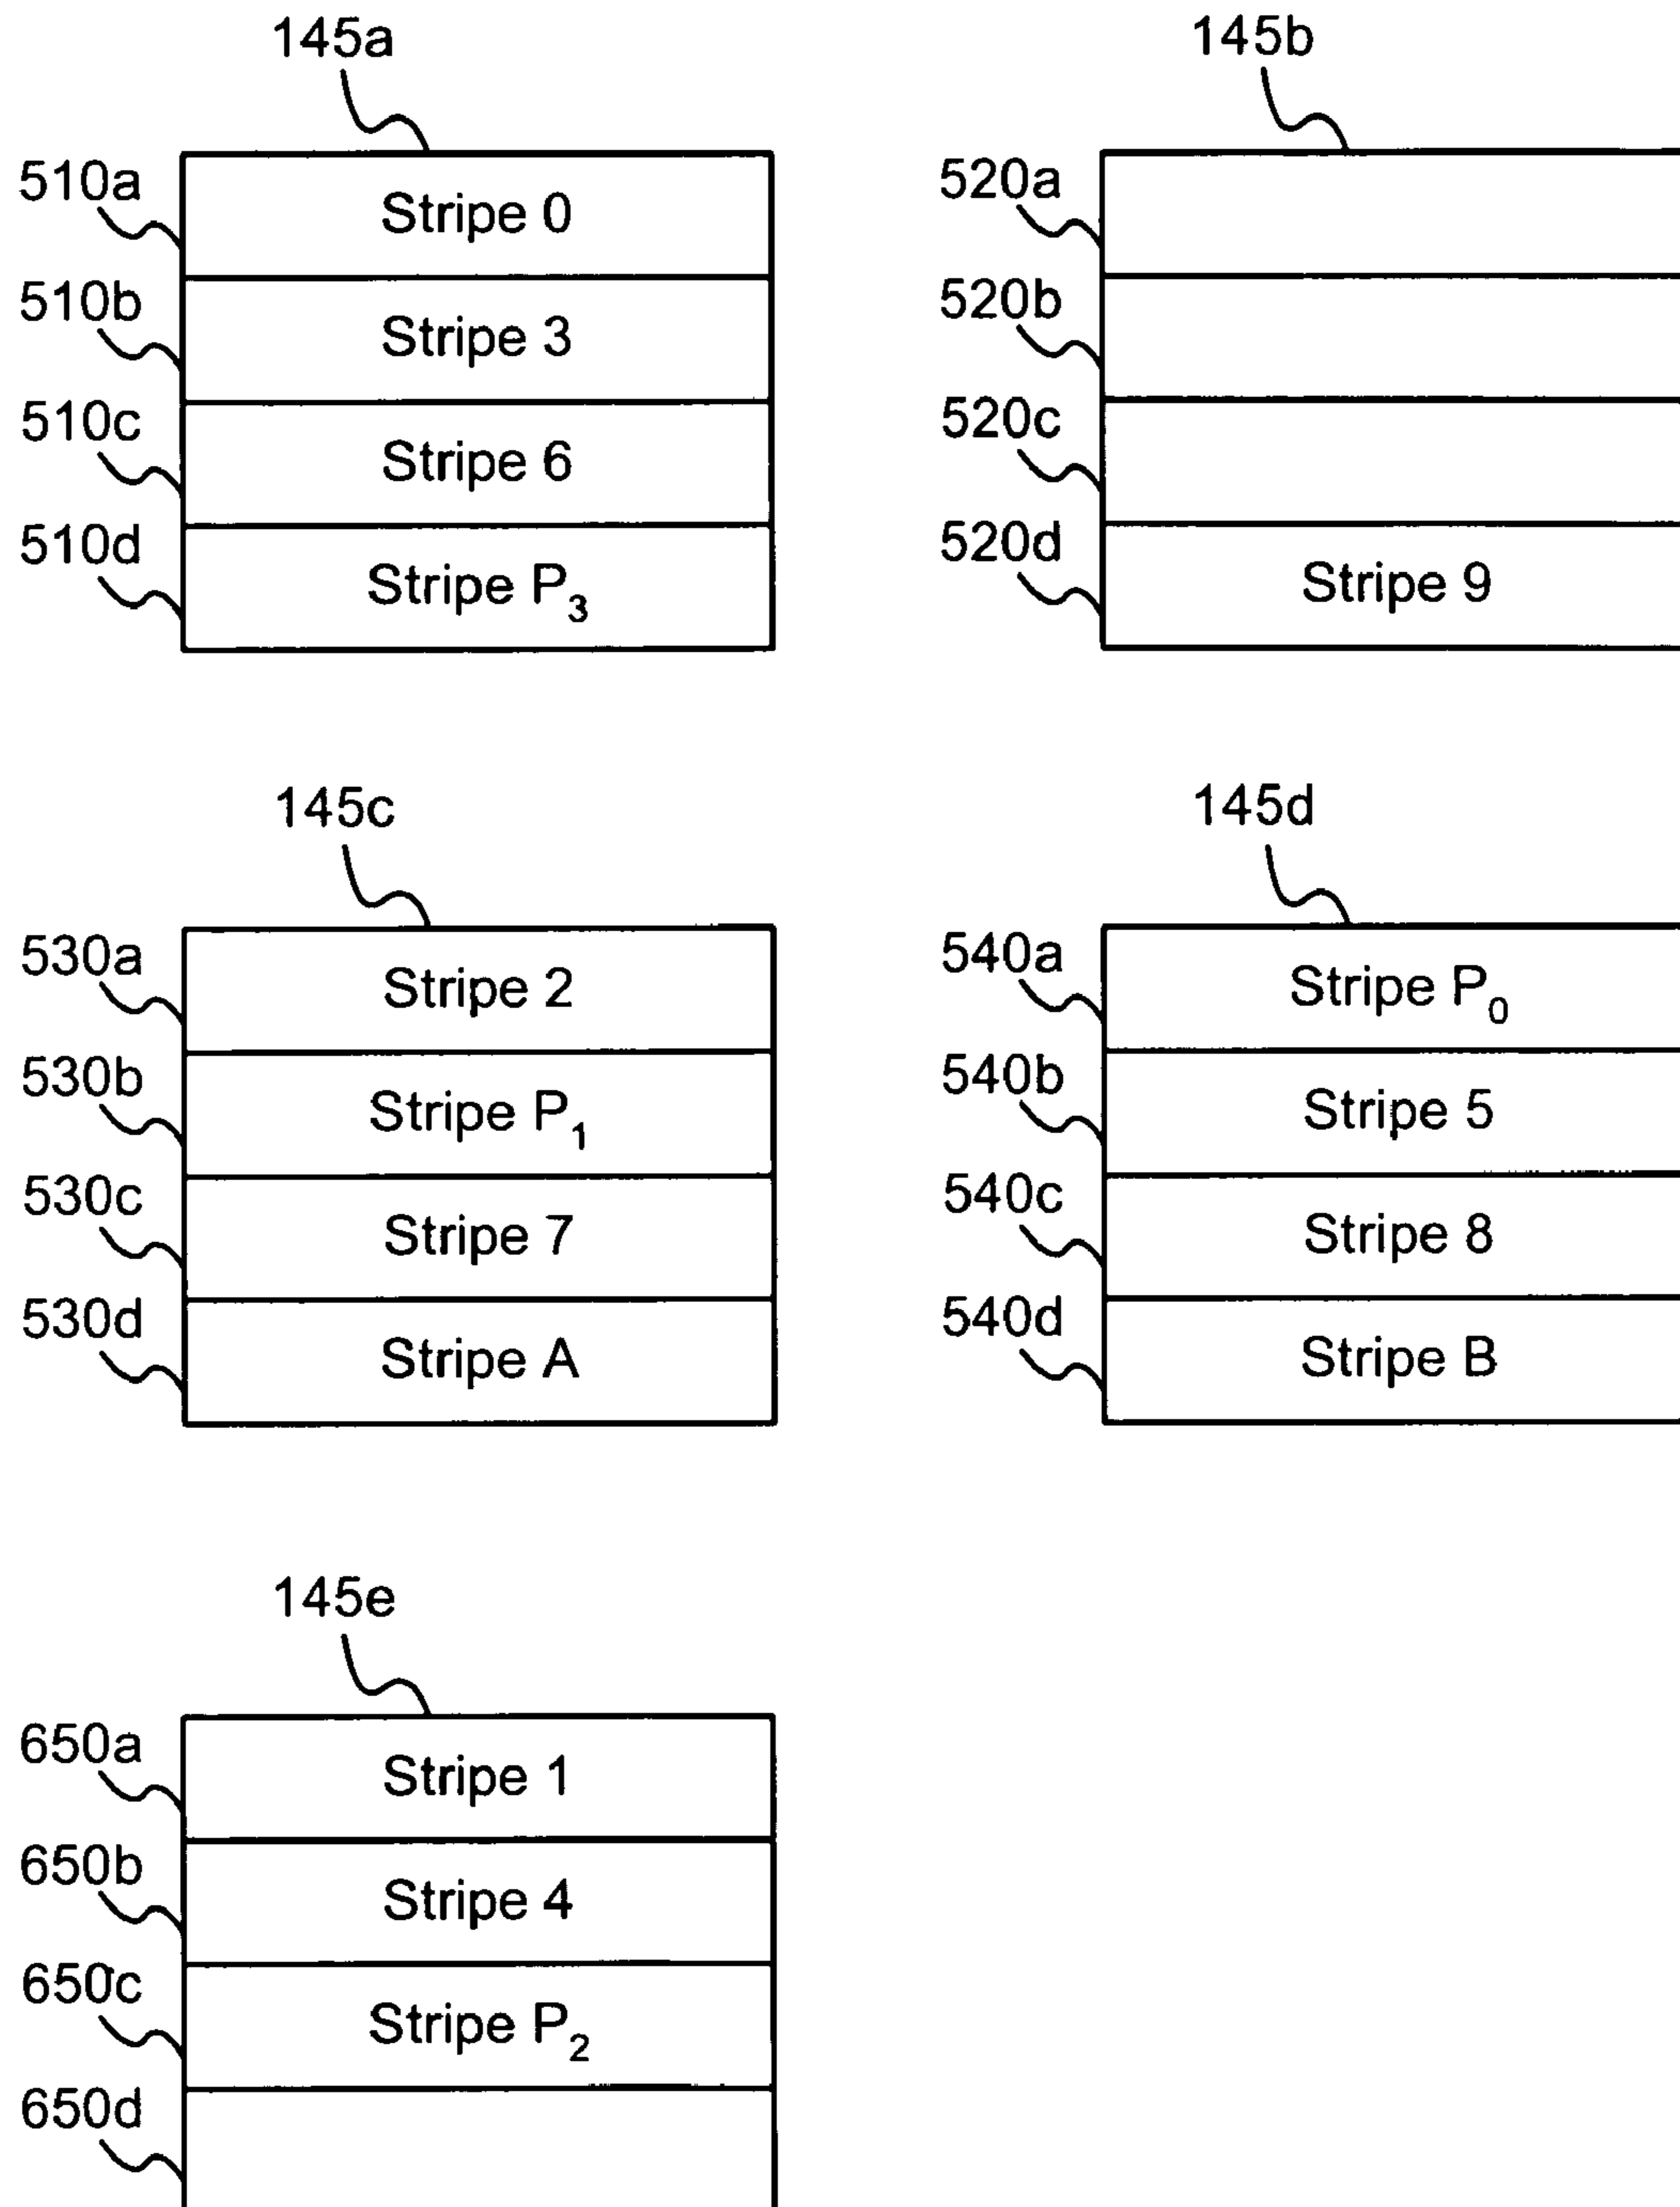 145a
510a
Stripe 0
510b
Stripe 3
510c
Stripe 6
510d
Stripe P₃
145b
520a
520b
520c
520d
Stripe 9
145c
530a
Stripe 2
530b
Stripe P₁
530c
Stripe 7
530d
Stripe A
145d
540a
Stripe P₀
540b
Stripe 5
540c
Stripe 8
540d
Stripe B
145e
650a
Stripe 1
650b
Stripe 4
650c
Stripe P₂
650d